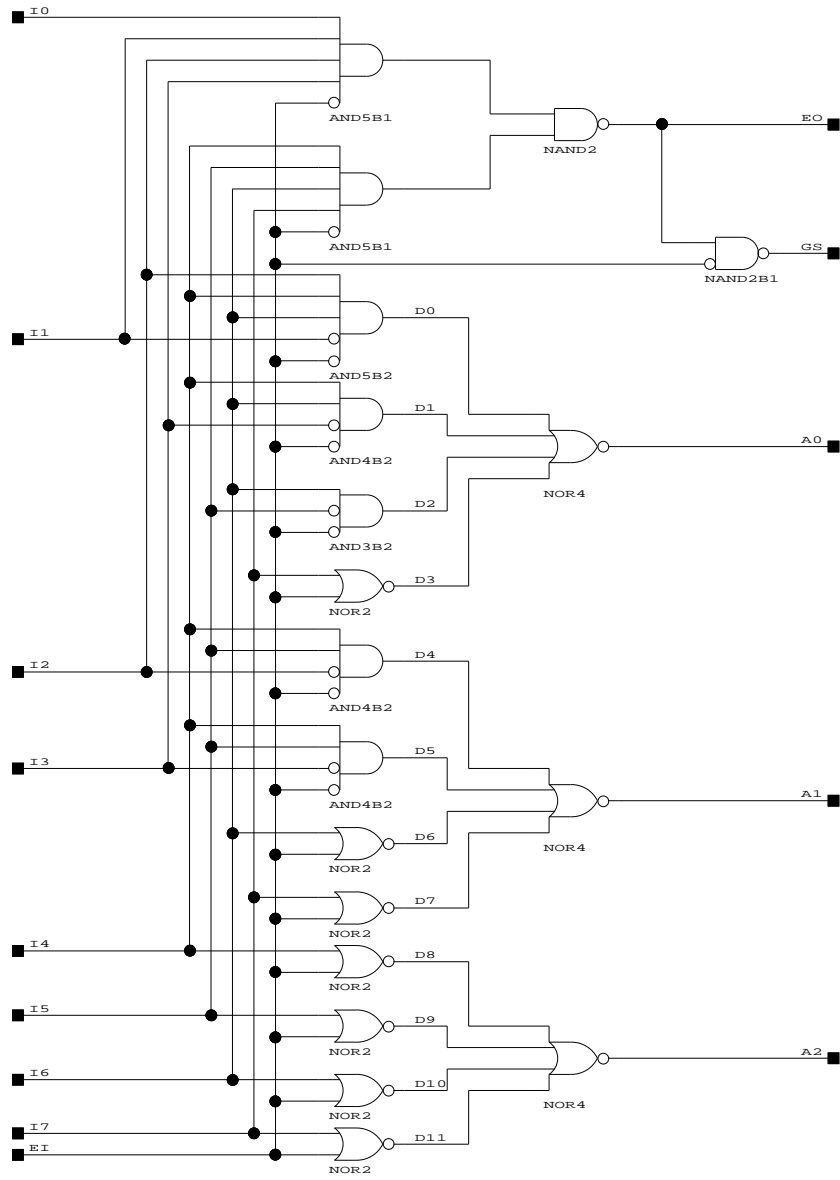 I0
AND5B1
EO
NAND2
AND5B1
GS
NAND2B1
D0
I1
AND5B2
D1
A0
AND4B2
NOR4
D2
AND3B2
D3
NOR2
D4
I2
AND4B2
D5
I3
A1
AND4B2
D6
NOR4
NOR2
D7
NOR2
I4
D8
NOR2
I5
D9
NOR2
A2
I6
D10
NOR4
NOR2
I7
D11
EI
NOR2